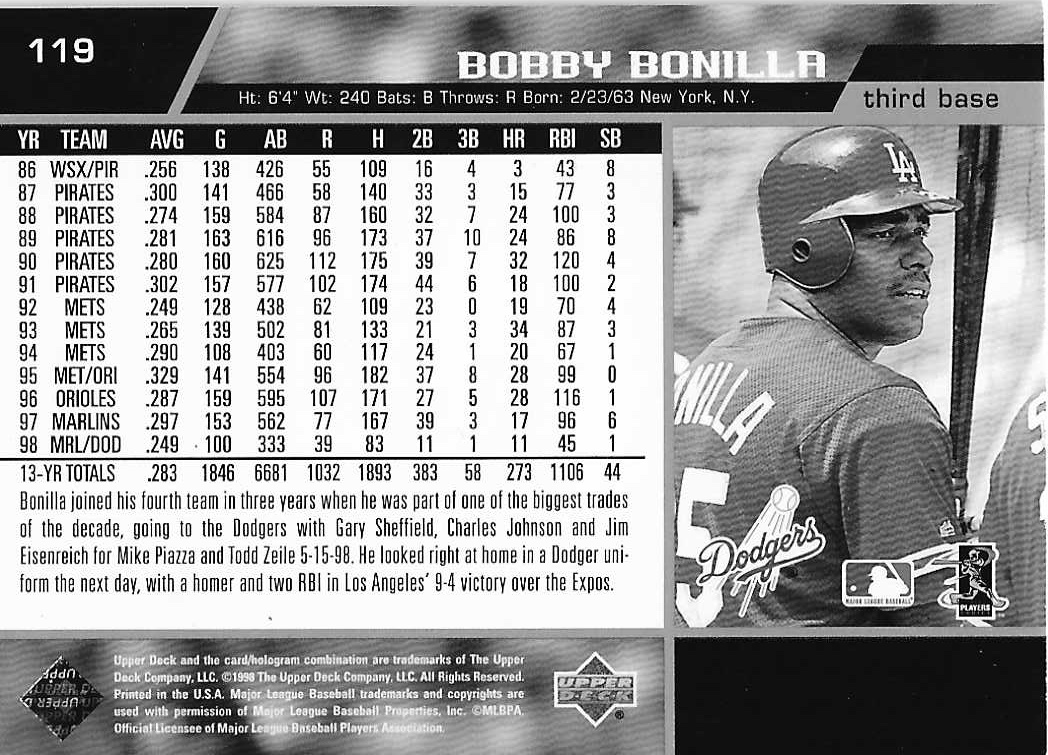 119
BOBBY BONILLA
Ht: 6'4" Wt: 240 Bats: B Throws: R Born: 2/23/63 New York, N.Y.
third base
YR TEAM AVG G AB R H 2B 3B HR RBI SB
86 WSX/PIR .256 138 426 55 109 16 4 3 43 8
87 PIRATES .300 141 466 58 140 33 3 15 77 3
88 PIRATES .274 159 584 87 160 32 7 24 100 3
89 PIRATES .281 163 616 96 173 37 10 24 86 8
90 PIRATES .280 160 625 112 175 39 7 32 120 4
91 PIRATES .302 157 577 102 174 44 6 18 100 2
92 METS .249 128 438 62 109 23 0 19 70 4
93 METS .265 139 502 81 133 21 3 34 87 3
94 METS .290 108 403 60 117 24 1 20 67 1
95 MET/ORI .329 141 554 96 182 37 8 28 99 0
96 ORIOLES .287 159 595 107 171 27 5 28 116 1
97 MARLINS .297 153 562 77 167 39 3 17 96 6
98 MRL/DOD .249 100 333 39 83 11 1 11 45 1
13-YR TOTALS .283 1846 6681 1032 1893 383 58 273 1106 44
Bonilla joined his fourth team in three years when he was part of one of the biggest trades
of the decade, going to the Dodgers with Gary Sheffield, Charles Johnson and Jim
Eisenreich for Mike Piazza and Todd Zeile 5-15-98. He looked right at home in a Dodger uni-
form the next day, with a homer and two RBI in Los Angeles' 9-4 victory over the Expos.
LA
NILLA
5
Dodgers
MAJOR LEAGUE BASEBALL
PLAYERS
CHOICE
UPPER
Upper Deck and the card/hologram combination are trademarks of The Upper
Deck Company, LLC. ©1998 The Upper Deck Company, LLC. All Rights Reserved.
Printed in the U.S.A. Major League Baseball trademarks and copyrights are
used with permission of Major League Baseball Properties, Inc. ©MLBPA.
Official Licensee of Major League Baseball Players Association.
UPPER
DECK
®